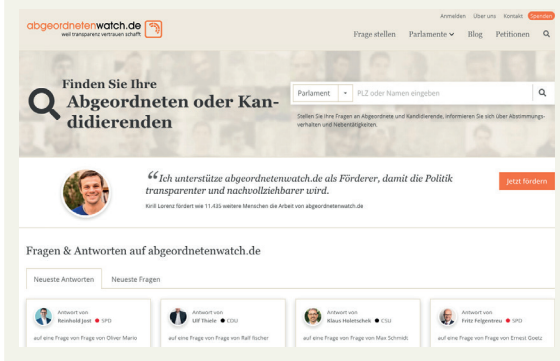 Anmelden Über uns Kontakt Spenden
abgeordnetenwatch.de
weil transparenz vertrauen schafft
Frage stellen Parlamente Blog Petitionen
Finden Sie Ihre
Abgeordneten oder Kan-
didierenden
Parlament PLZ oder Namen eingeben
Stellen Sie Ihre Fragen an Abgeordnete und Kandidierende, informieren Sie sich über Abstimmungs-
verhalten und Nebentätigkeiten.
“Ich unterstütze abgeordnetenwatch.de als Förderer, damit die Politik
transparenter und nachvollziehbarer wird.
Kirill Lorenz fördert wie 11.435 weitere Menschen die Arbeit von abgeordnetenwatch.de
Jetzt fördern
Fragen & Antworten auf abgeordnetenwatch.de
Neueste Antworten Neueste Fragen
Antwort von
Reinhold Jost SPD
auf eine Frage von Frage von Oliver Mario
Antwort von
Ulf Thiele CDU
auf eine Frage von Frage von Ralf fischer
Antwort von
Klaus Holetschek CSU
auf eine Frage von Frage von Max Schmidt
Antwort von
Fritz Felgentreu SPD
auf eine Frage von Frage von Ernest Goetz